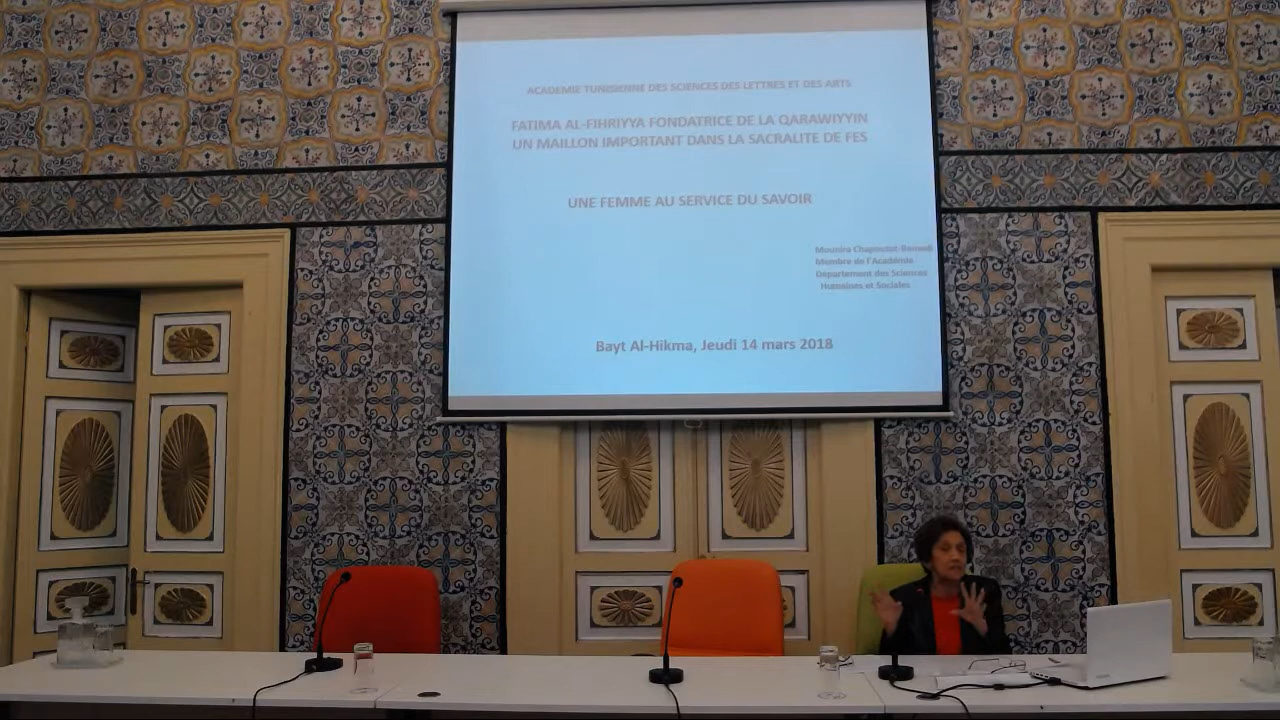 ACADEMIE TUNISIENNE DES SCIENCES DES LETTRES ET DES ARTS
FATIMA AL-FIHRIYYA FONDATRICE DE LA QARAWIYYIN
UN MAILLON IMPORTANT DANS LA SACRALITE DE FES
UNE FEMME AU SERVICE DU SAVOIR
Mounira
Membre de l'Académie
Département des Sciences
Humaines et Sociales
Bayt Al-Hikma, Jeudi 14 mars 2018